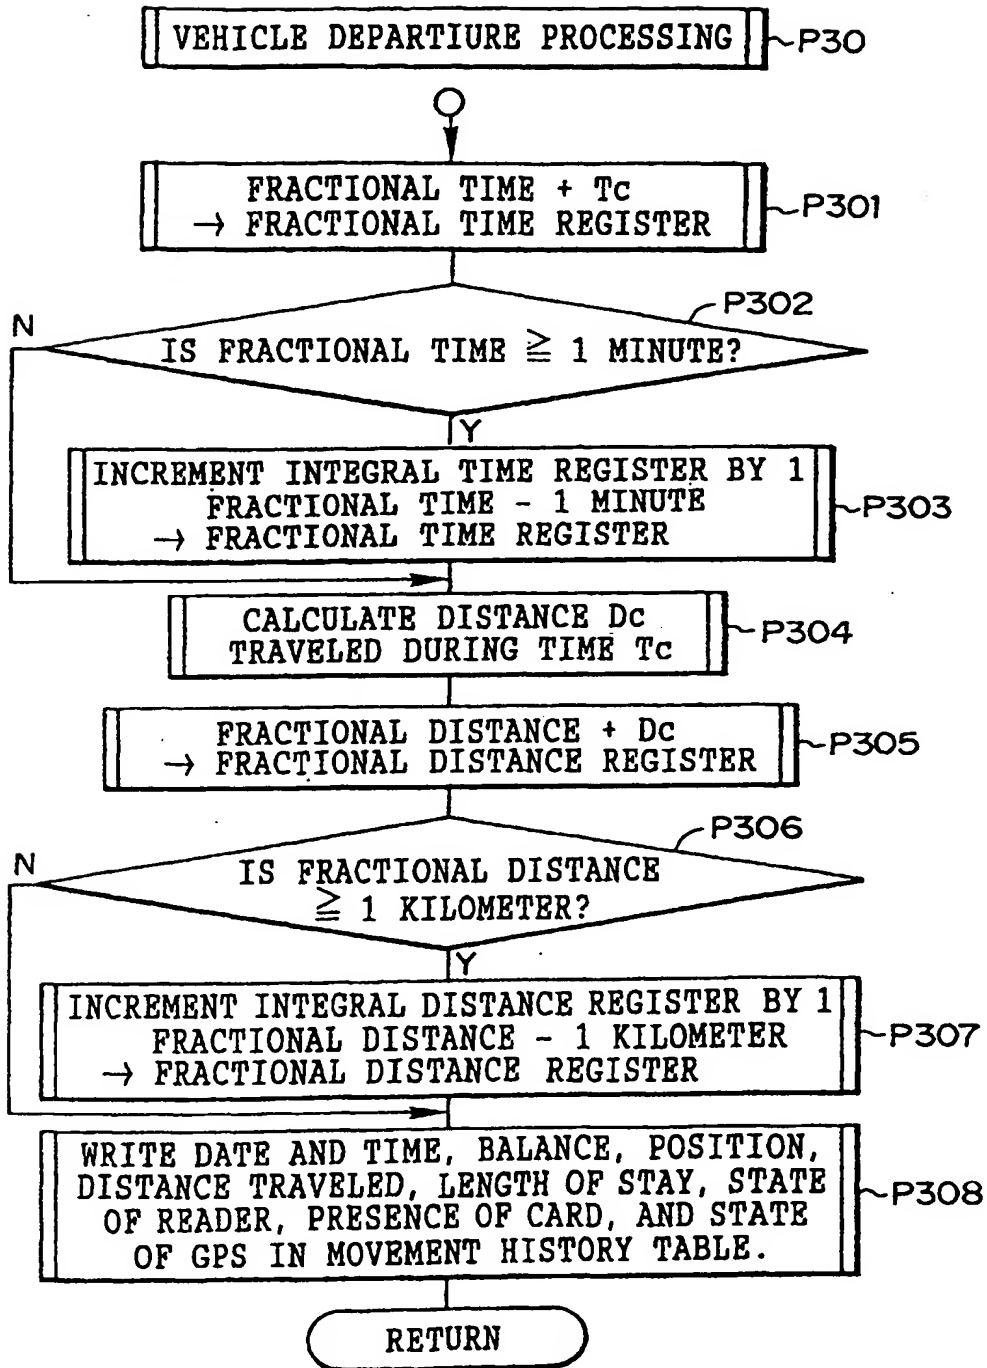 VEHICLE DEPARTIURE PROCESSING
P30
FRACTIONAL TIME + Tc
→ FRACTIONAL TIME REGISTER
P301
P302
N
IS FRACTIONAL TIME ≧ 1 MINUTE?
Y
INCREMENT INTEGRAL TIME REGISTER BY 1
FRACTIONAL TIME - 1 MINUTE
→ FRACTIONAL TIME REGISTER
P303
CALCULATE DISTANCE Dc
TRAVELED DURING TIME Tc
P304
FRACTIONAL DISTANCE + Dc
→ FRACTIONAL DISTANCE REGISTER
P305
P306
N
IS FRACTIONAL DISTANCE
≧ 1 KILOMETER?
Y
INCREMENT INTEGRAL DISTANCE REGISTER BY 1
FRACTIONAL DISTANCE - 1 KILOMETER
→ FRACTIONAL DISTANCE REGISTER
P307
WRITE DATE AND TIME, BALANCE, POSITION,
DISTANCE TRAVELED, LENGTH OF STAY, STATE
OF READER, PRESENCE OF CARD, AND STATE
OF GPS IN MOVEMENT HISTORY TABLE.
P308
RETURN